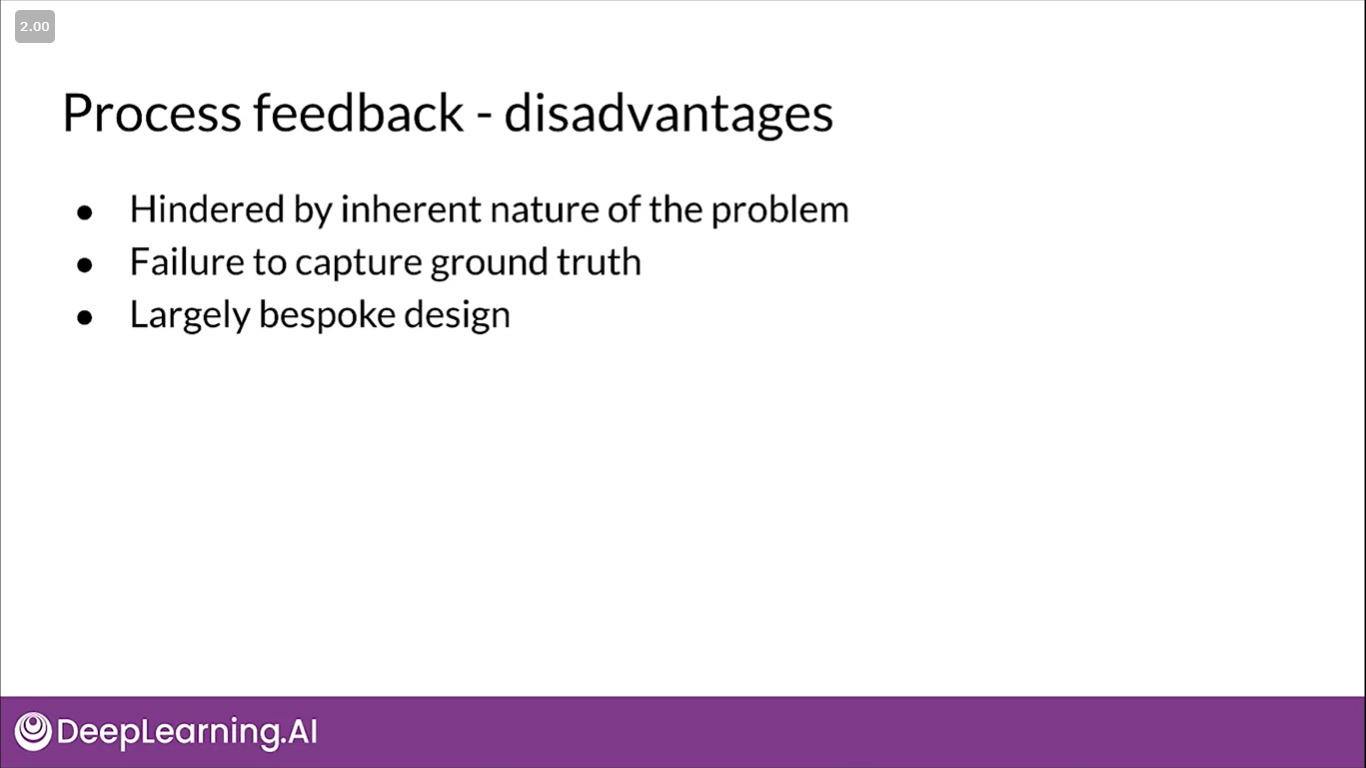 2.00
Process feedback - disadvantages
● Hindered by inherent nature of the problem
● Failure to capture ground truth
● Largely bespoke design
DeepLearning.AI